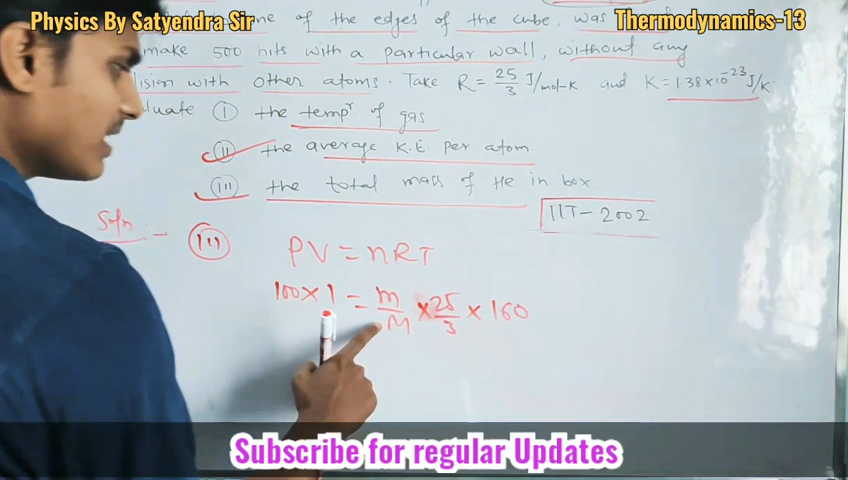 Physics By Satyendra Sir
Thermodynamics-13
one of the edges of the cube, was
make 500 hits with a particular wall, without any
lision with other atoms. Take R = 25/3 J/mol-K and K = 1.38×10⁻²³ J/K.
luate (i) the tempr of gas
(ii) the average K.E. per atom.
(iii) the total mass of He in box.
IIT-2002
Soln - (iii) PV = nRT
100×1 = m/M × 25/3 × 160
Subscribe for regular Updates